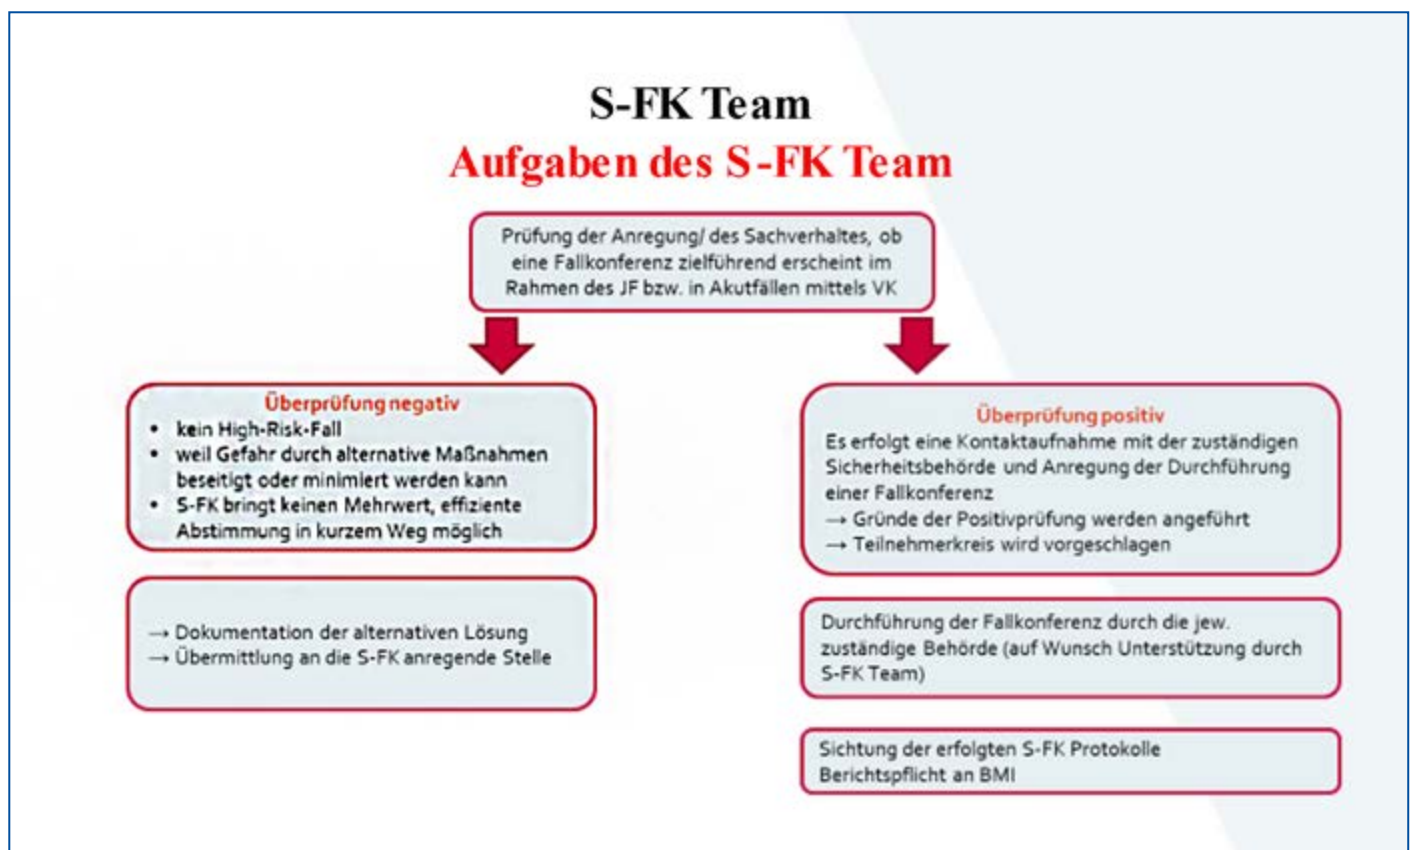 S-FK Team
Aufgaben des S-FK Team
Prüfung der Anregung/ des Sachverhaltes, ob
eine Fallkonferenz zielführend erscheint im
Rahmen des JF bzw. in Akutfällen mittels VK
Überprüfung negativ
• kein High-Risk-Fall
• weil Gefahr durch alternative Maßnahmen
beseitigt oder minimiert werden kann
• S-FK bringt keinen Mehrwert, effiziente
Abstimmung in kurzem Weg möglich
→ Dokumentation der alternativen Lösung
→ Übermittlung an die S-FK anregende Stelle
Überprüfung positiv
Es erfolgt eine Kontaktaufnahme mit der zuständigen
Sicherheitsbehörde und Anregung der Durchführung
einer Fallkonferenz
→ Gründe der Positivprüfung werden angeführt
→ Teilnehmerkreis wird vorgeschlagen
Durchführung der Fallkonferenz durch die jew.
zuständige Behörde (auf Wunsch Unterstützung durch
S-FK Team)
Sichtung der erfolgten S-FK Protokolle
Berichtspflicht an BMI